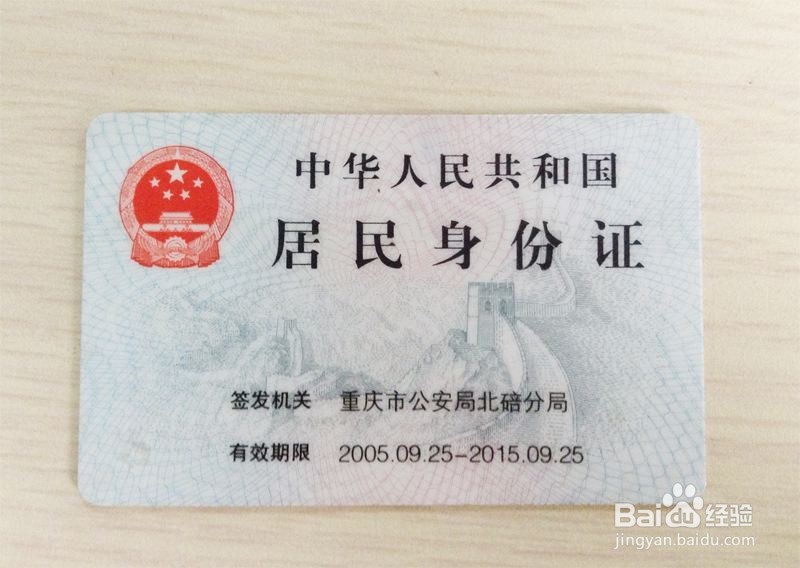 中华人民共和国
居民身份证
签发机关 重庆市公安局北碚分局
有效期限 2005.09.25-2015.09.25
Bai du 经验
jingyan.baidu.com